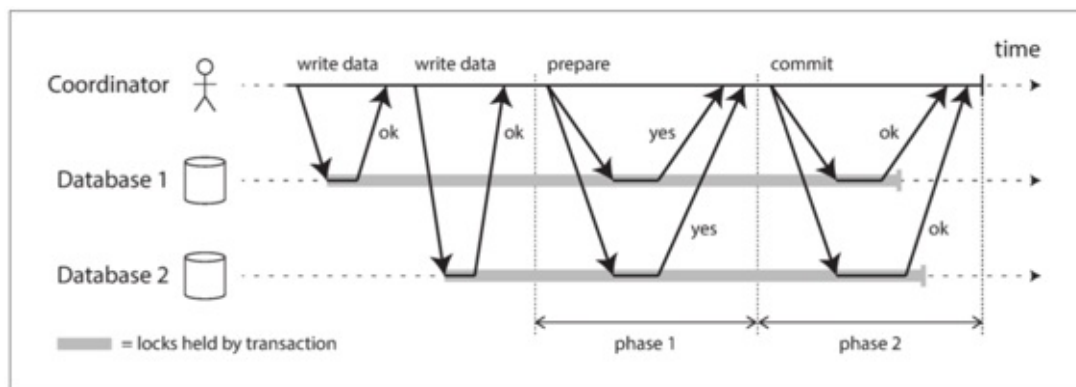 time
write data write data prepare commit
Coordinator
ok ok yes ok
Database 1
yes ok
Database 2
= locks held by transaction
phase 1 phase 2